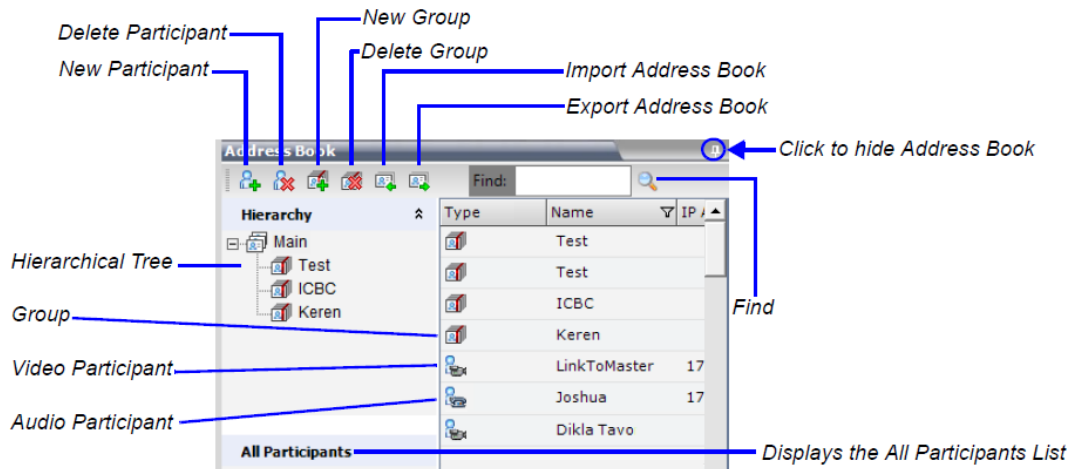 New Group
Delete Participant
Delete Group
New Participant
Import Address Book
Export Address Book
Address Book
Click to hide Address Book
Find:
Hierarchy
Type Name IP A
Main
Test
ICBC
Keren
Test
Test
ICBC
Keren
LinkToMaster 17
Joshua 17
Dikla Tavo
All Participants
Hierarchical Tree
Group
Video Participant
Audio Participant
Find
Displays the All Participants List